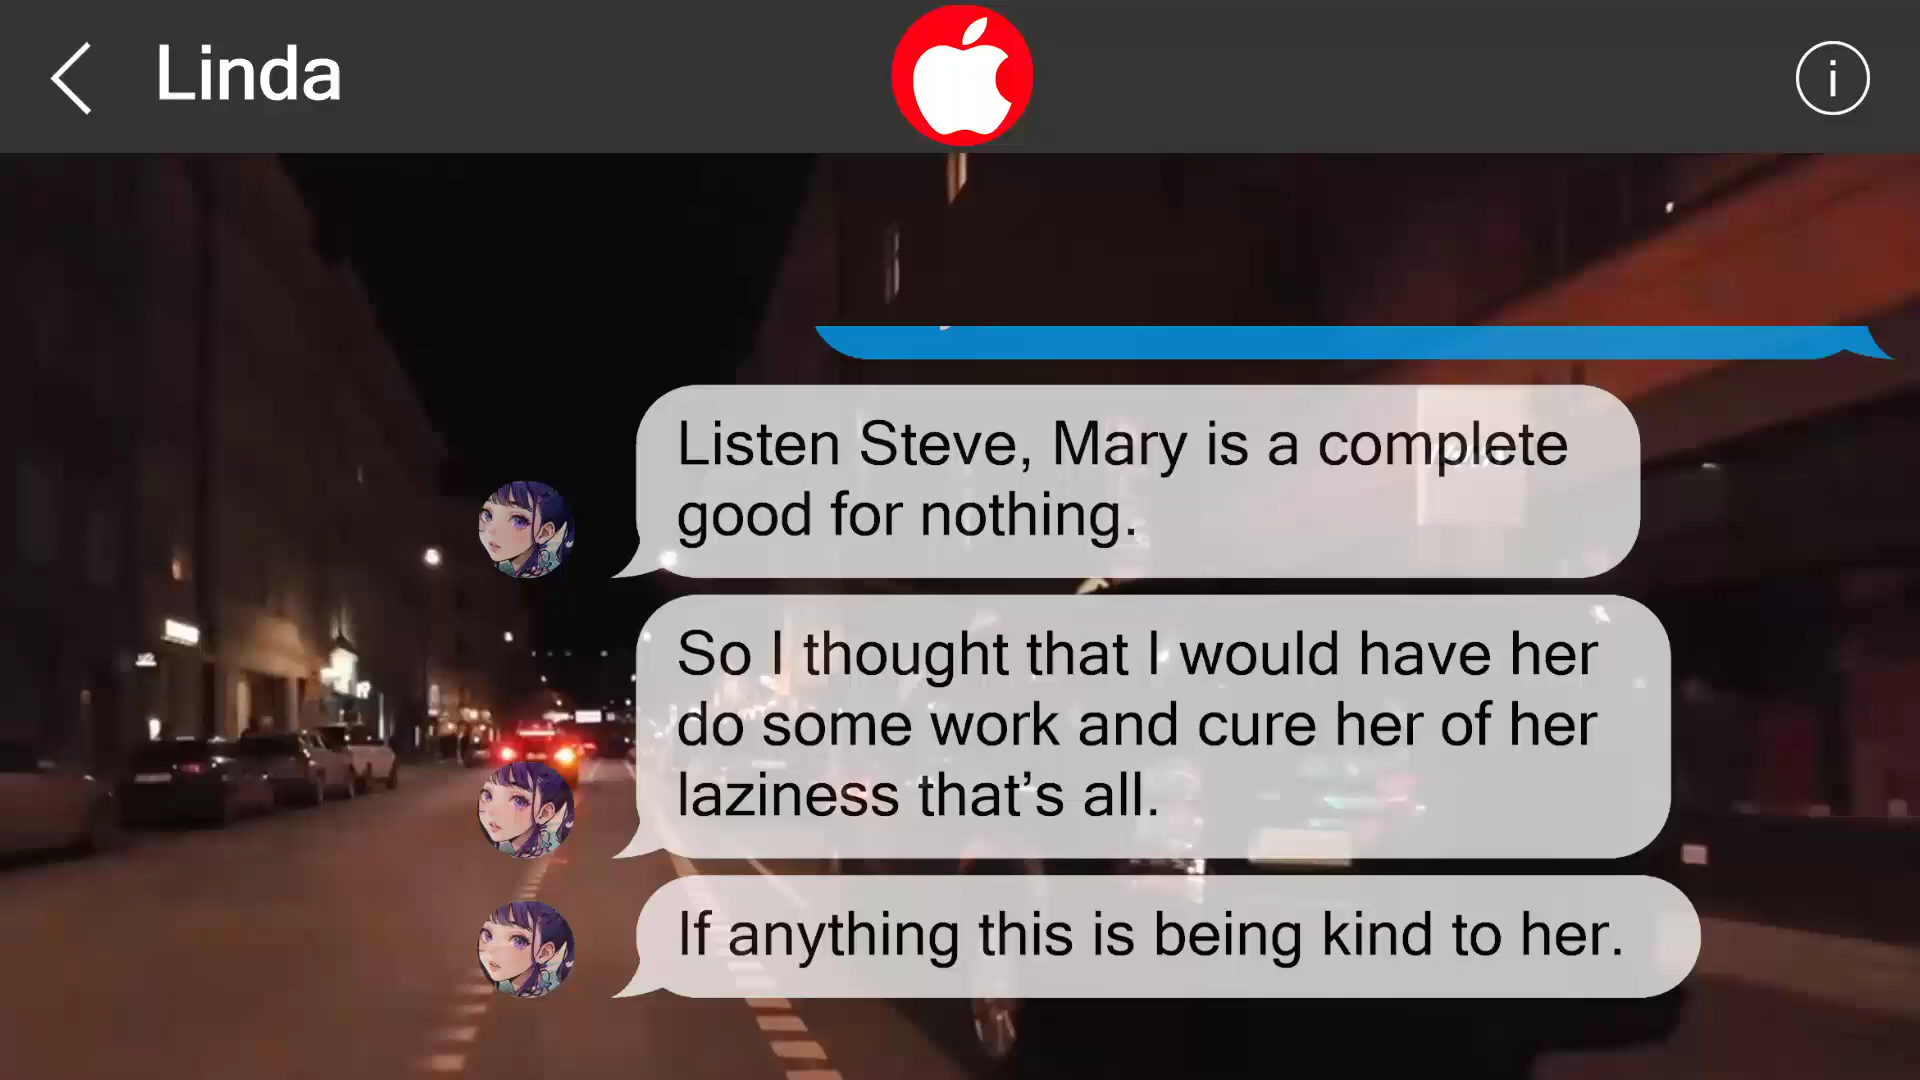 Linda
Listen Steve, Mary is a complete
good for nothing.
So I thought that I would have her
do some work and cure her of her
laziness that’s all.
If anything this is being kind to her.